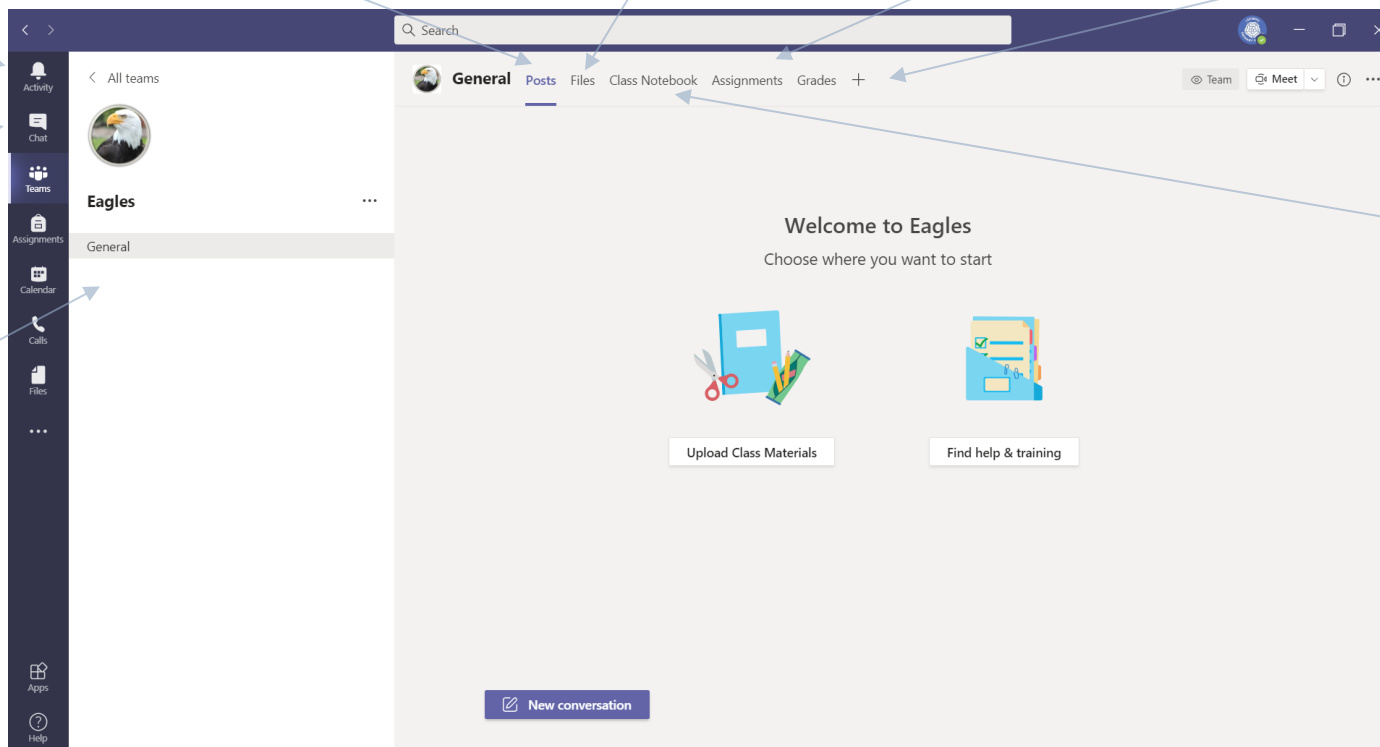 Search
Activity
Chat
Teams
Assignments
Calendar
Calls
Files
Apps
Help
All teams
Eagles
General
General Posts Files Class Notebook Assignments Grades
Team Meet
Welcome to Eagles
Choose where you want to start
Upload Class Materials Find help & training
New conversation